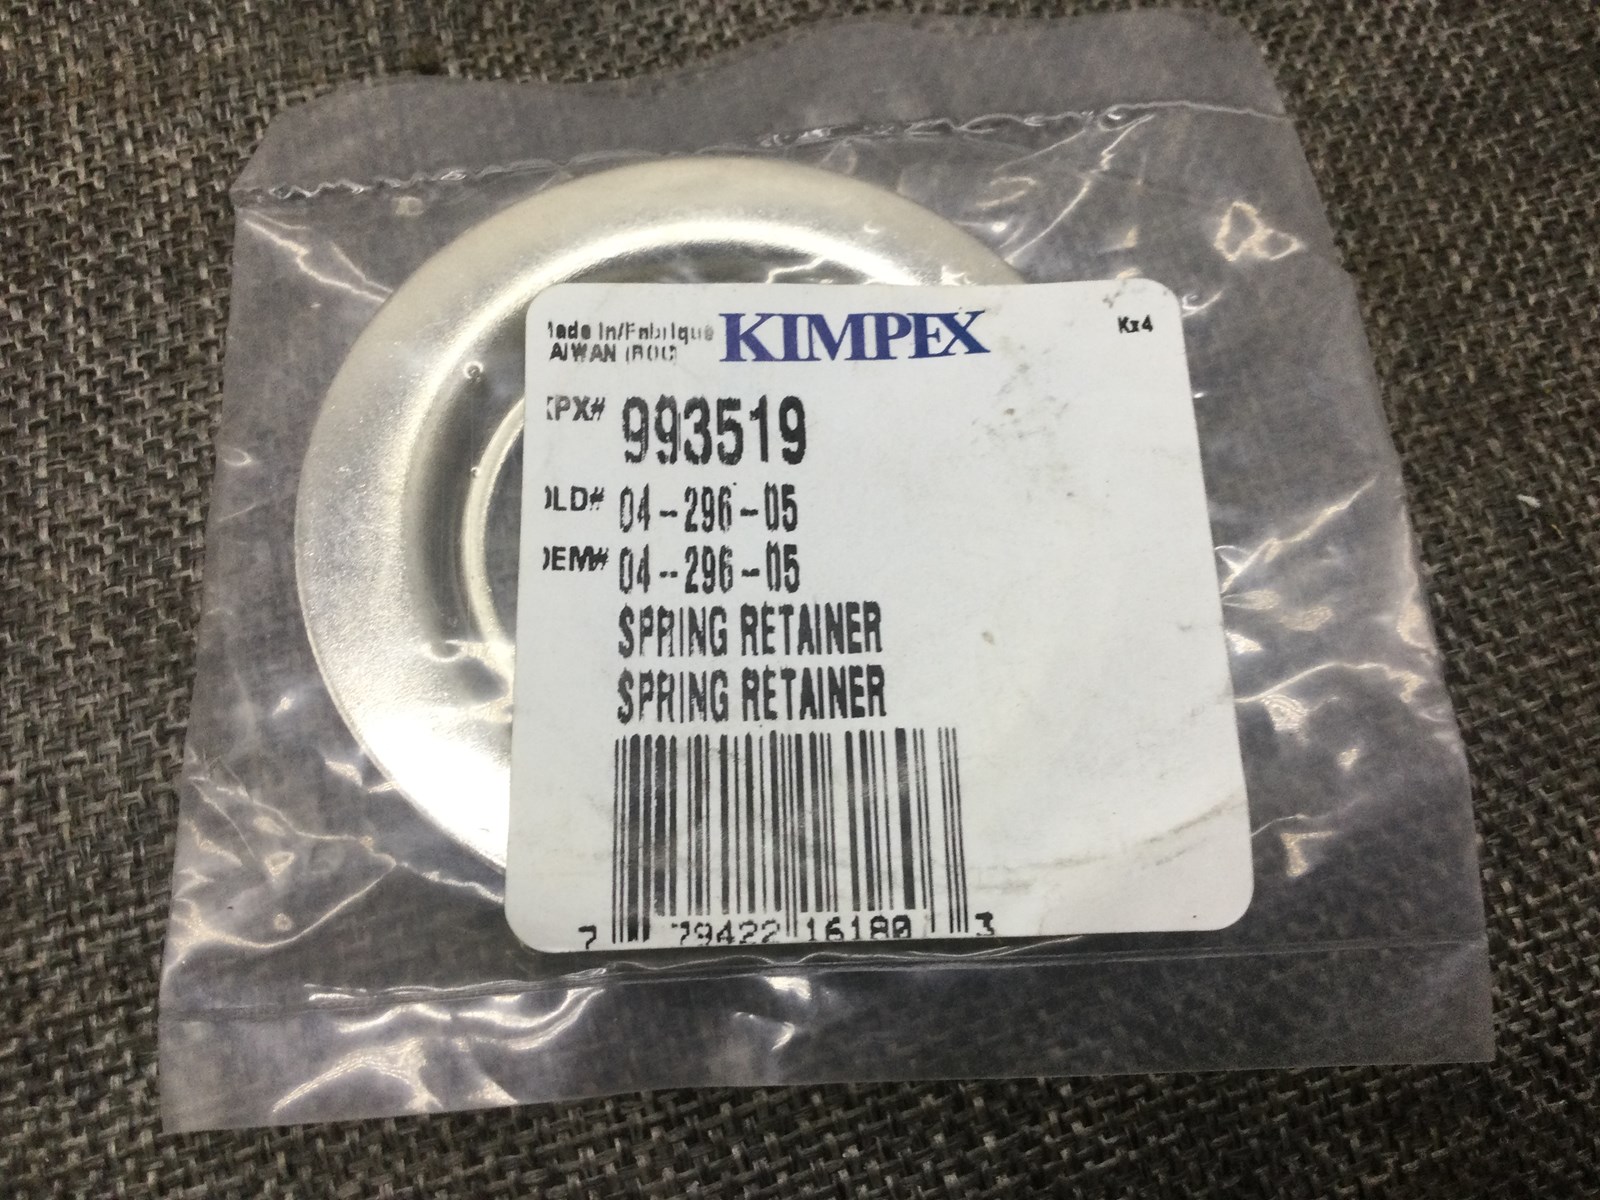 lade In/Fabrique
AIWAN (ROC)
KIMPEX
Kx4
KPX# 993519
OLD# 04-296-05
OEM# 04-296-05
SPRING RETAINER
SPRING RETAINER
7 79422 16180 3